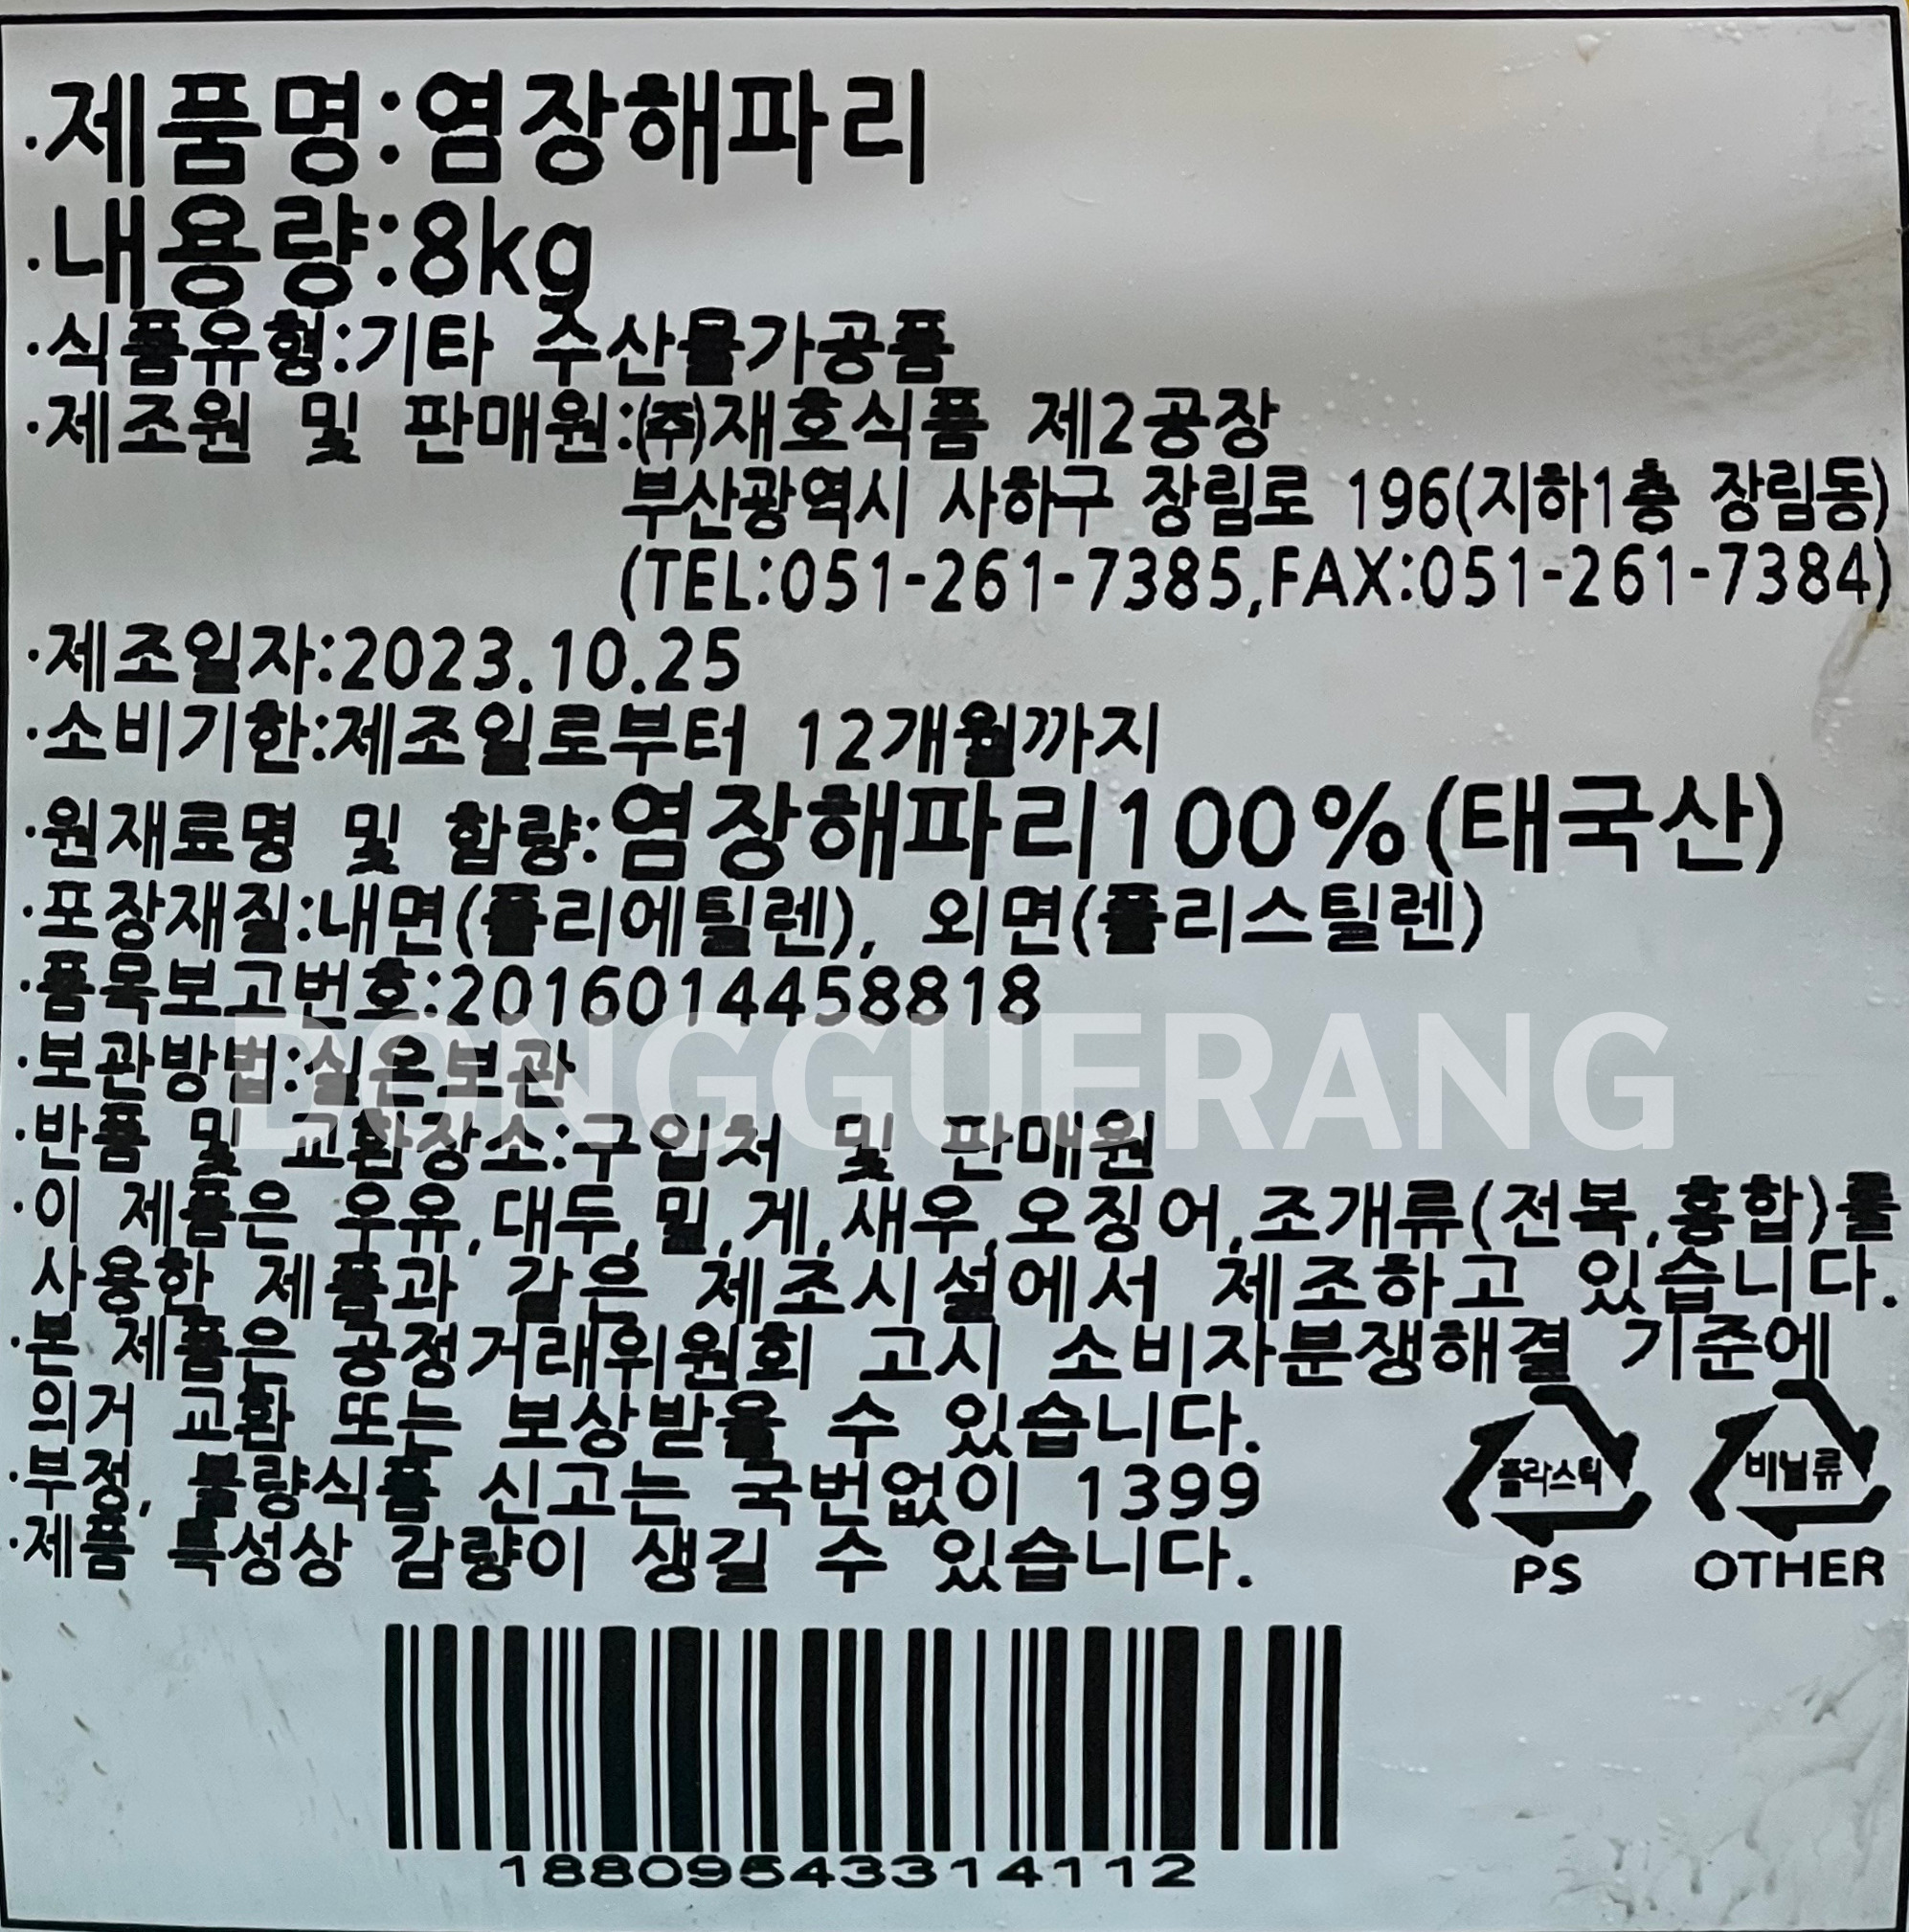 ·제품명:염장해파리
·내용량:8kg
·식품유형:기타 수산물가공품
·제조원 및 판매원:㈜재호식품 제2공장
부산광역시 사하구 장림로 196(지하1층 장림동)
(TEL:051-261-7385,FAX:051-261-7384)
·제조일자:2023.10.25
·소비기한:제조일로부터 12개월까지
·원재료명 및 함량:염장해파리100%(태국산)
·포장재질:내면(폴리에틸렌), 외면(폴리스틸렌)
·품목보고번호:2016014458818
·보관방법:실온보관
DONGGUERANG
·반품 및 교환장소:구입처 및 판매원
·이 제품은 우유,대두,밀,게,새우,오징어,조개류(전복,홍합)를
사용한 제품과 같은 제조시설에서 제조하고 있습니다.
·본 제품은 공정거래위원회 고시 소비자분쟁해결 기준에
의거 교환 또는 보상받을 수 있습니다.
·부정, 불량식품 신고는 국번없이 1399
·제품 특성상 감량이 생길 수 있습니다.
플라스틱 비닐류
PS OTHER
18809543314112